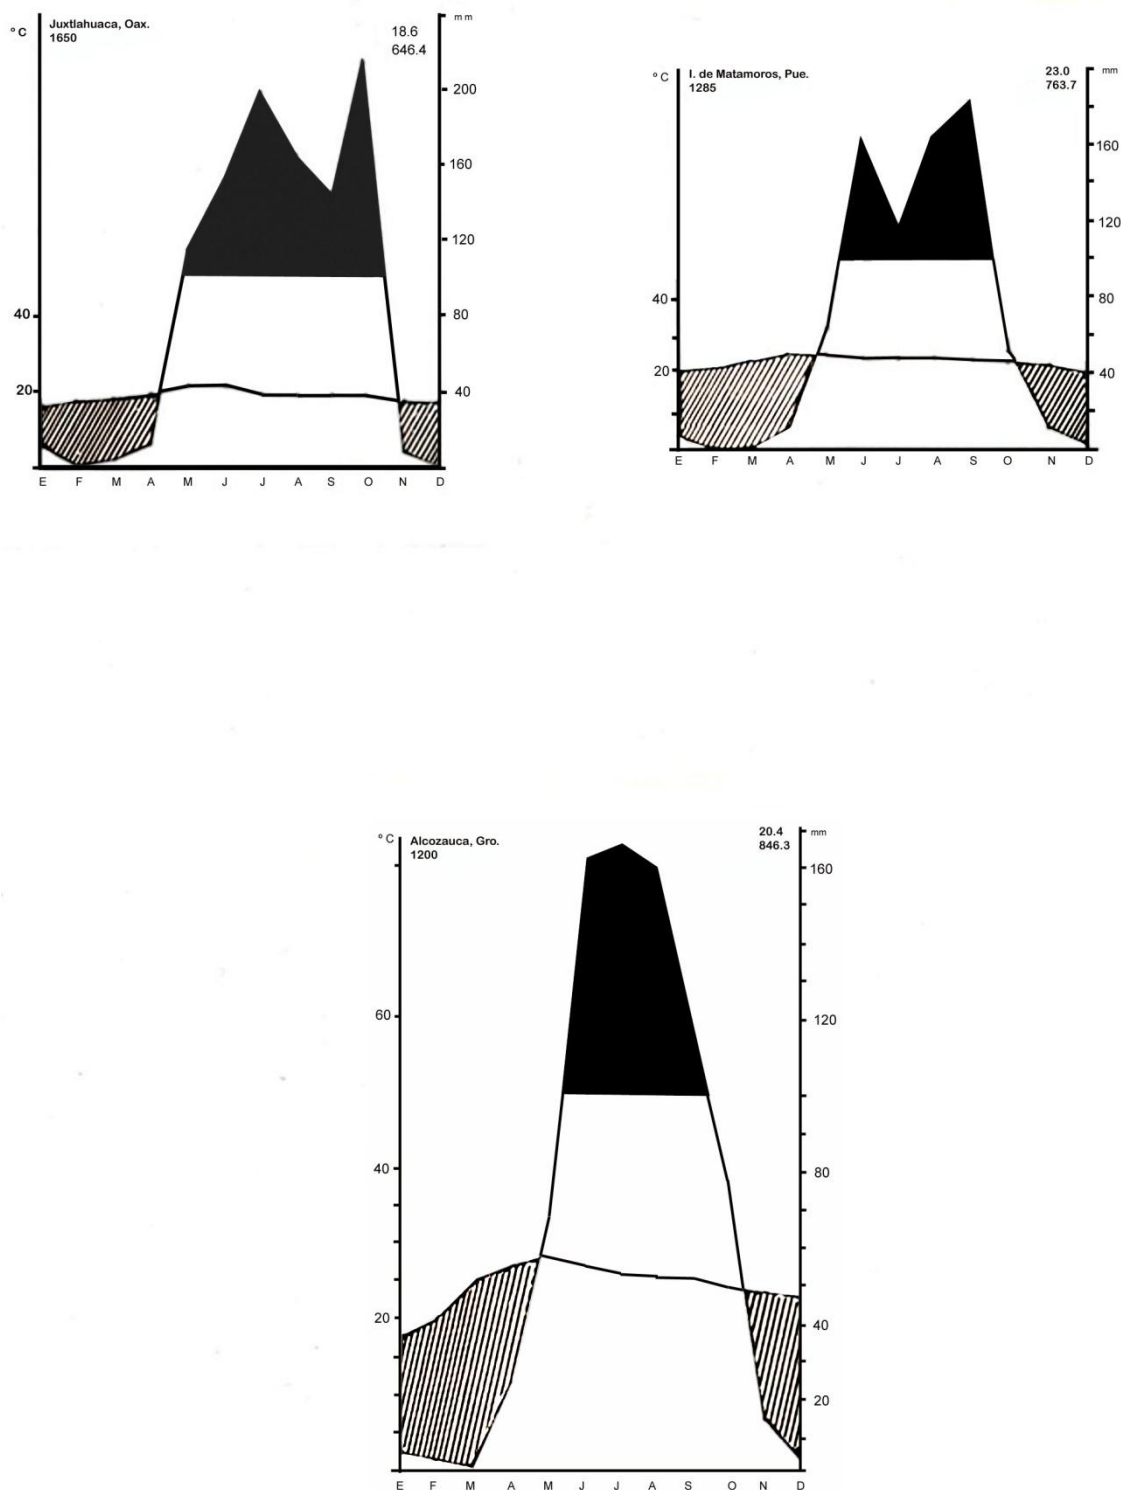 Juxtlahuaca, Oax.
1650
18.6
646.4
°C
mm
200
160
120
80
40
40
20
E F M A M J J A S O N D
I. de Matamoros, Pue.
1285
23.0
763.7
°C
mm
160
120
80
40
40
20
E F M A M J J A S O N D
Alcozauca, Gro.
1200
20.4
846.3
°C
mm
160
120
80
40
20
60
40
20
E F M A M J J A S O N D